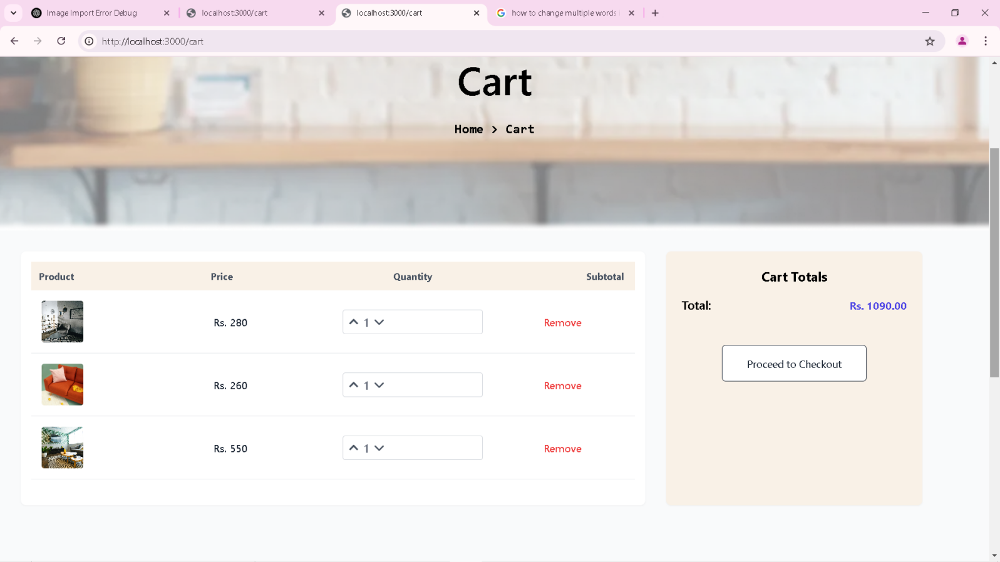 Image Import Error Debug
localhost:3000/cart
localhost:3000/cart
how to change multiple words
http://localhost:3000/cart
Cart
Home > Cart
Product Price Quantity Subtotal
Rs. 280 1 Remove
Rs. 260 1 Remove
Rs. 550 1 Remove
Cart Totals
Total: Rs. 1090.00
Proceed to Checkout